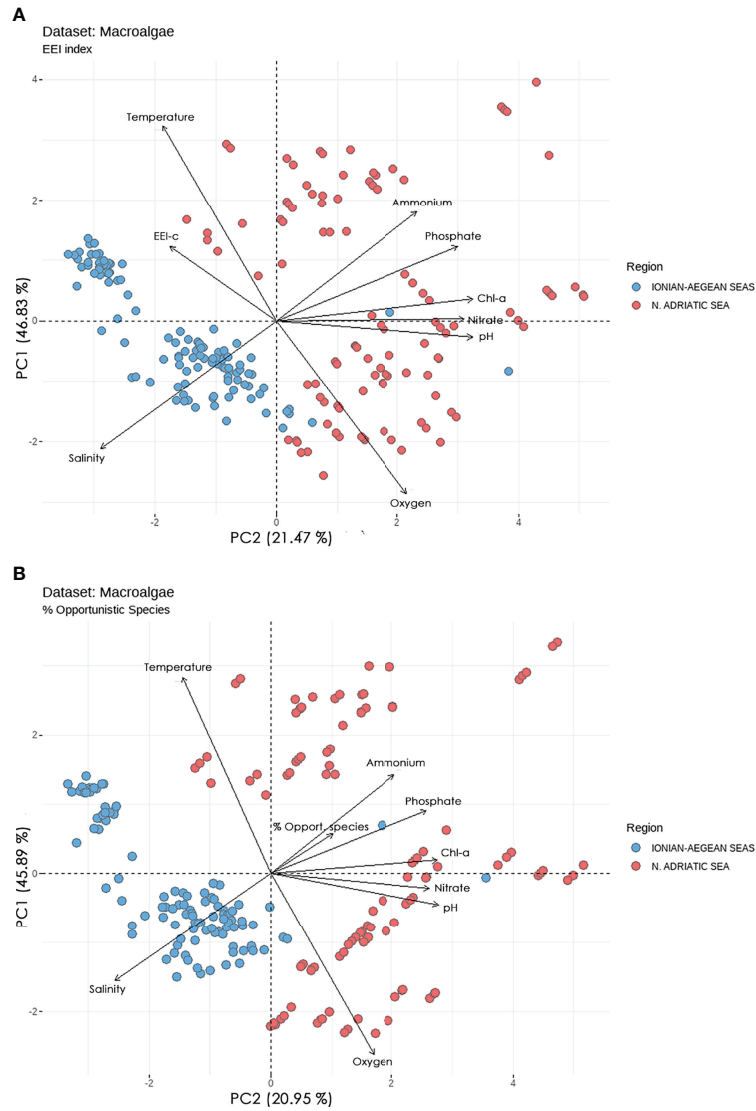 A
Dataset: Macroalgae
EEI index
4
2
0
-2
Temperature
EEI-c
Ammonium
Phosphate
Chl-a
Nitrate
pH
Salinity
Oxygen
-2
0
2
4
PC1 (46.83 %)
PC2 (21.47 %)
Region
IONIAN-AEGEAN SEAS
N. ADRIATIC SEA
B
Dataset: Macroalgae
% Opportunistic Species
2
0
-2
Temperature
Ammonium
Phosphate
% Opport. species
Chl-a
Nitrate
pH
Salinity
Oxygen
-2
0
2
4
PC1 (45.89 %)
PC2 (20.95 %)
Region
IONIAN-AEGEAN SEAS
N. ADRIATIC SEA